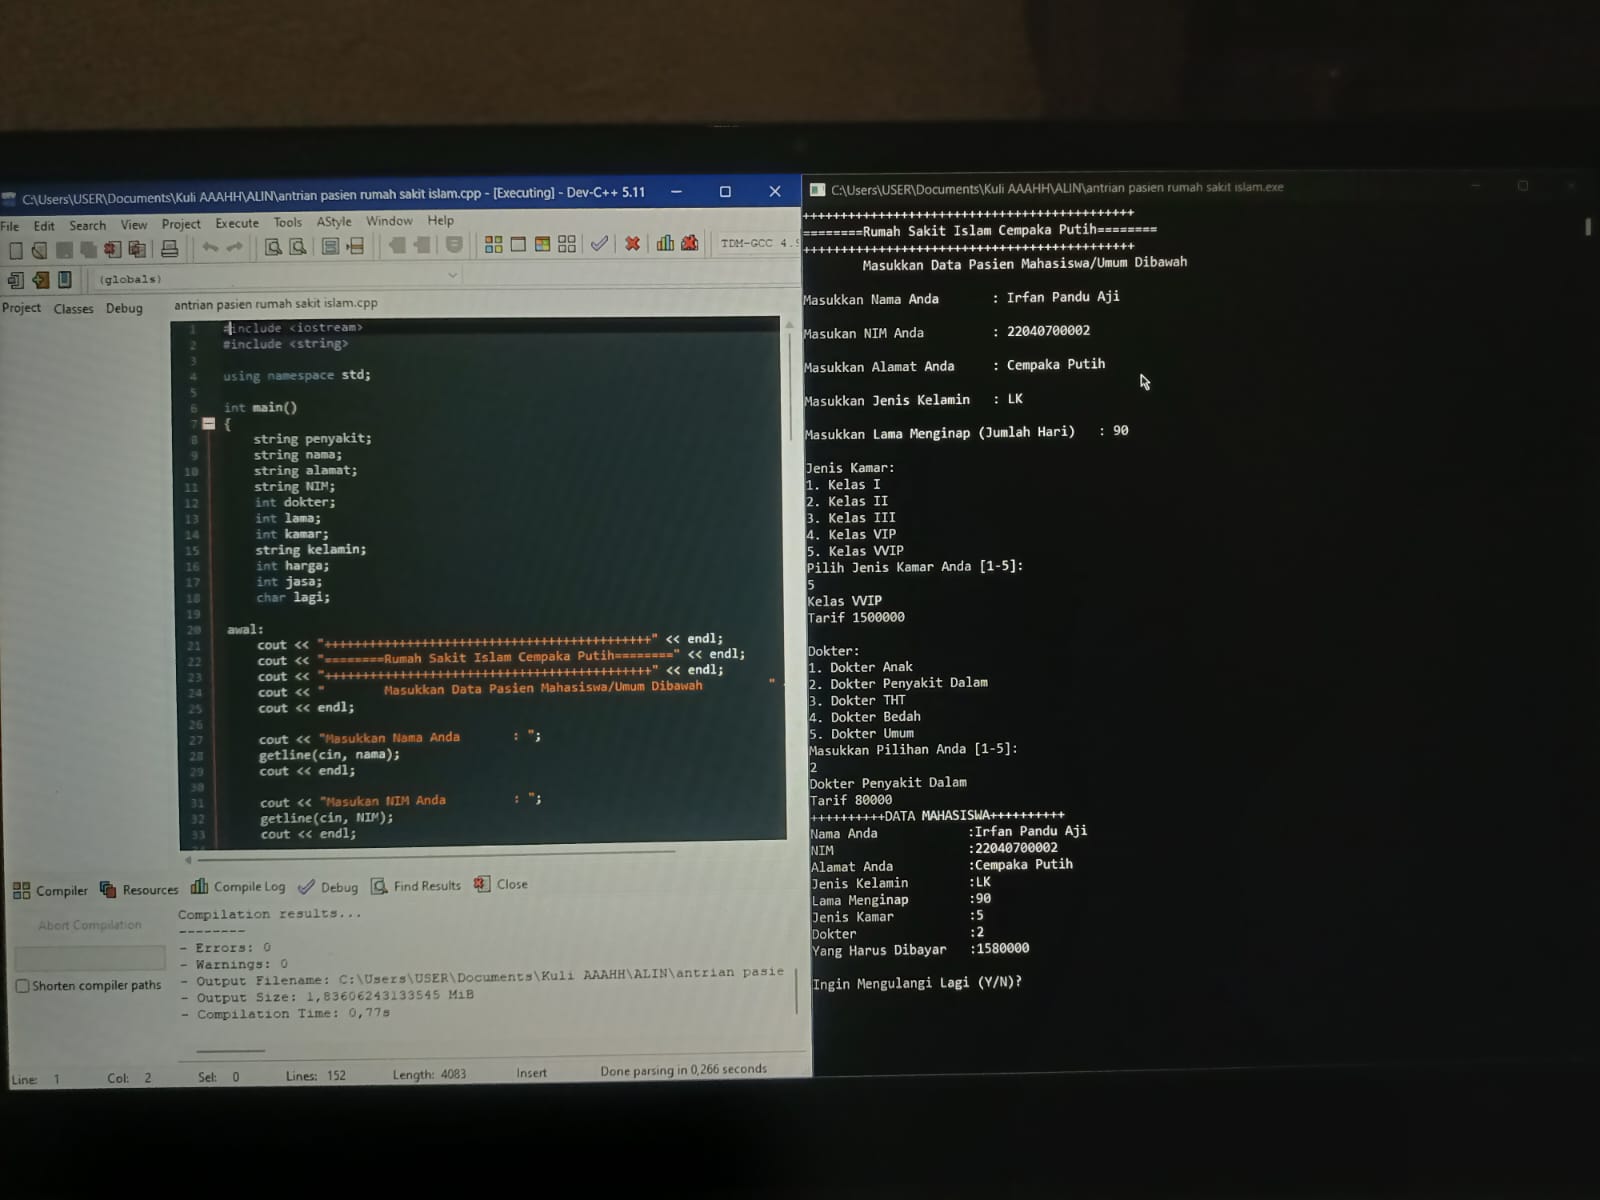 C:\Users\USER\Documents\Kuli AAAHH\ALIN\antrian pasien rumah sakit islam.cpp - [Executing] - Dev-C++ 5.11
File Edit Search View Project Execute Tools AStyle Window Help
TDM-GCC 4.9
(globals)
Project Classes Debug
antrian pasien rumah sakit islam.cpp
1 #include <iostream>
2 #include <string>
3
4 using namespace std;
5
6 int main()
7 {
8 string penyakit;
9 string nama;
10 string alamat;
11 string NIM;
12 int dokter;
13 int lama;
14 int kamar;
15 string kelamin;
16 int harga;
17 int jasa;
18 char lagi;
19
20 awal:
21 cout << "++++++++++++++++++++++++++++++++++++++++++++" << endl;
22 cout << "========Rumah Sakit Islam Cempaka Putih========" << endl;
23 cout << "++++++++++++++++++++++++++++++++++++++++++++" << endl;
24 cout << "        Masukkan Data Pasien Mahasiswa/Umum Dibawah         "
25 cout << endl;
26
27 cout << "Masukkan Nama Anda       : ";
28 getline(cin, nama);
29 cout << endl;
30
31 cout << "Masukan NIM Anda         : ";
32 getline(cin, NIM);
33 cout << endl;
Compiler Resources Compile Log Debug Find Results Close
Abort Compilation
Shorten compiler paths
Compilation results...
--------
- Errors: 0
- Warnings: 0
- Output Filename: C:\Users\USER\Documents\Kuli AAAHH\ALIN\antrian pasie
- Output Size: 1,83606243133545 MiB
- Compilation Time: 0,77s
Line: 1 Col: 2 Sel: 0 Lines: 152 Length: 4083 Insert Done parsing in 0,266 seconds
C:\Users\USER\Documents\Kuli AAAHH\ALIN\antrian pasien rumah sakit islam.exe
++++++++++++++++++++++++++++++++++++++++++++
========Rumah Sakit Islam Cempaka Putih========
++++++++++++++++++++++++++++++++++++++++++++
Masukkan Data Pasien Mahasiswa/Umum Dibawah
Masukkan Nama Anda : Irfan Pandu Aji
Masukan NIM Anda : 22040700002
Masukkan Alamat Anda : Cempaka Putih
Masukkan Jenis Kelamin : LK
Masukkan Lama Menginap (Jumlah Hari) : 90
Jenis Kamar:
1. Kelas I
2. Kelas II
3. Kelas III
4. Kelas VIP
5. Kelas VVIP
Pilih Jenis Kamar Anda [1-5]:
5
Kelas VVIP
Tarif 1500000
Dokter:
1. Dokter Anak
2. Dokter Penyakit Dalam
3. Dokter THT
4. Dokter Bedah
5. Dokter Umum
Masukkan Pilihan Anda [1-5]:
2
Dokter Penyakit Dalam
Tarif 80000
++++++++++DATA MAHASISWA++++++++++
Nama Anda :Irfan Pandu Aji
NIM :22040700002
Alamat Anda :Cempaka Putih
Jenis Kelamin :LK
Lama Menginap :90
Jenis Kamar :5
Dokter :2
Yang Harus Dibayar :1580000
Ingin Mengulangi Lagi (Y/N)?